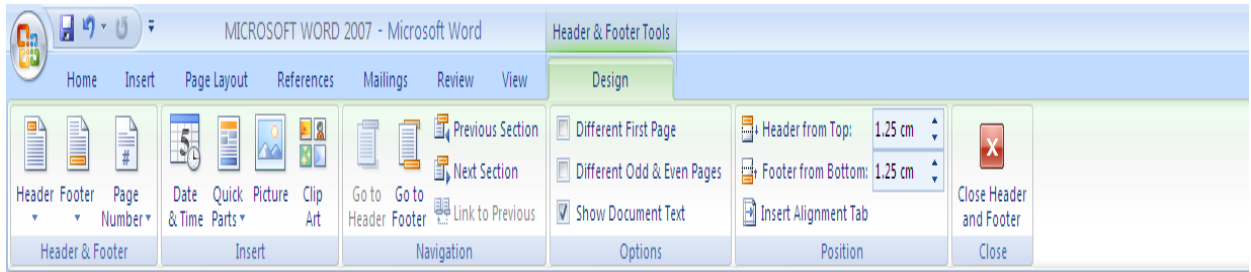 MICROSOFT WORD 2007 - Microsoft Word
Header & Footer Tools
Home Insert Page Layout References Mailings Review View Design
Header
Footer
Page
Number
Header & Footer
5
Date
& Time
Quick
Parts
Picture
Clip
Art
Insert
Go to
Header
Go to
Footer
Previous Section
Next Section
Link to Previous
Navigation
Different First Page
Different Odd & Even Pages
Show Document Text
Options
Header from Top: 1.25 cm
Footer from Bottom: 1.25 cm
Insert Alignment Tab
Position
Close Header
and Footer
Close